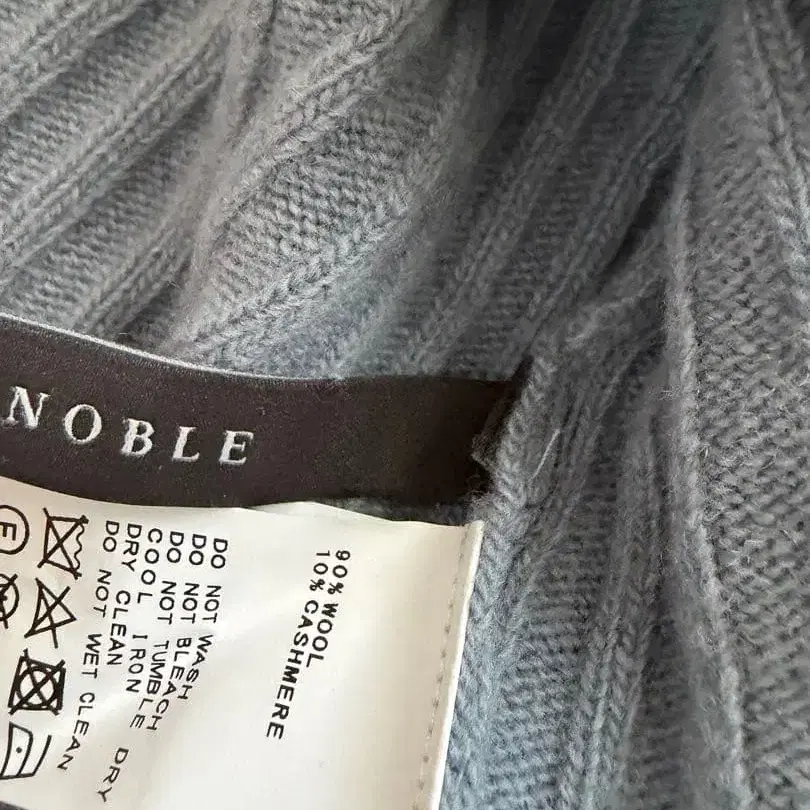 NOBLE
90% WOOL
10% CASHMERE
DO NOT WASH
DO NOT BLEACH
DO NOT TUMBLE DRY
COOL IRON
DRY CLEAN
DO NOT WET CLEAN
F